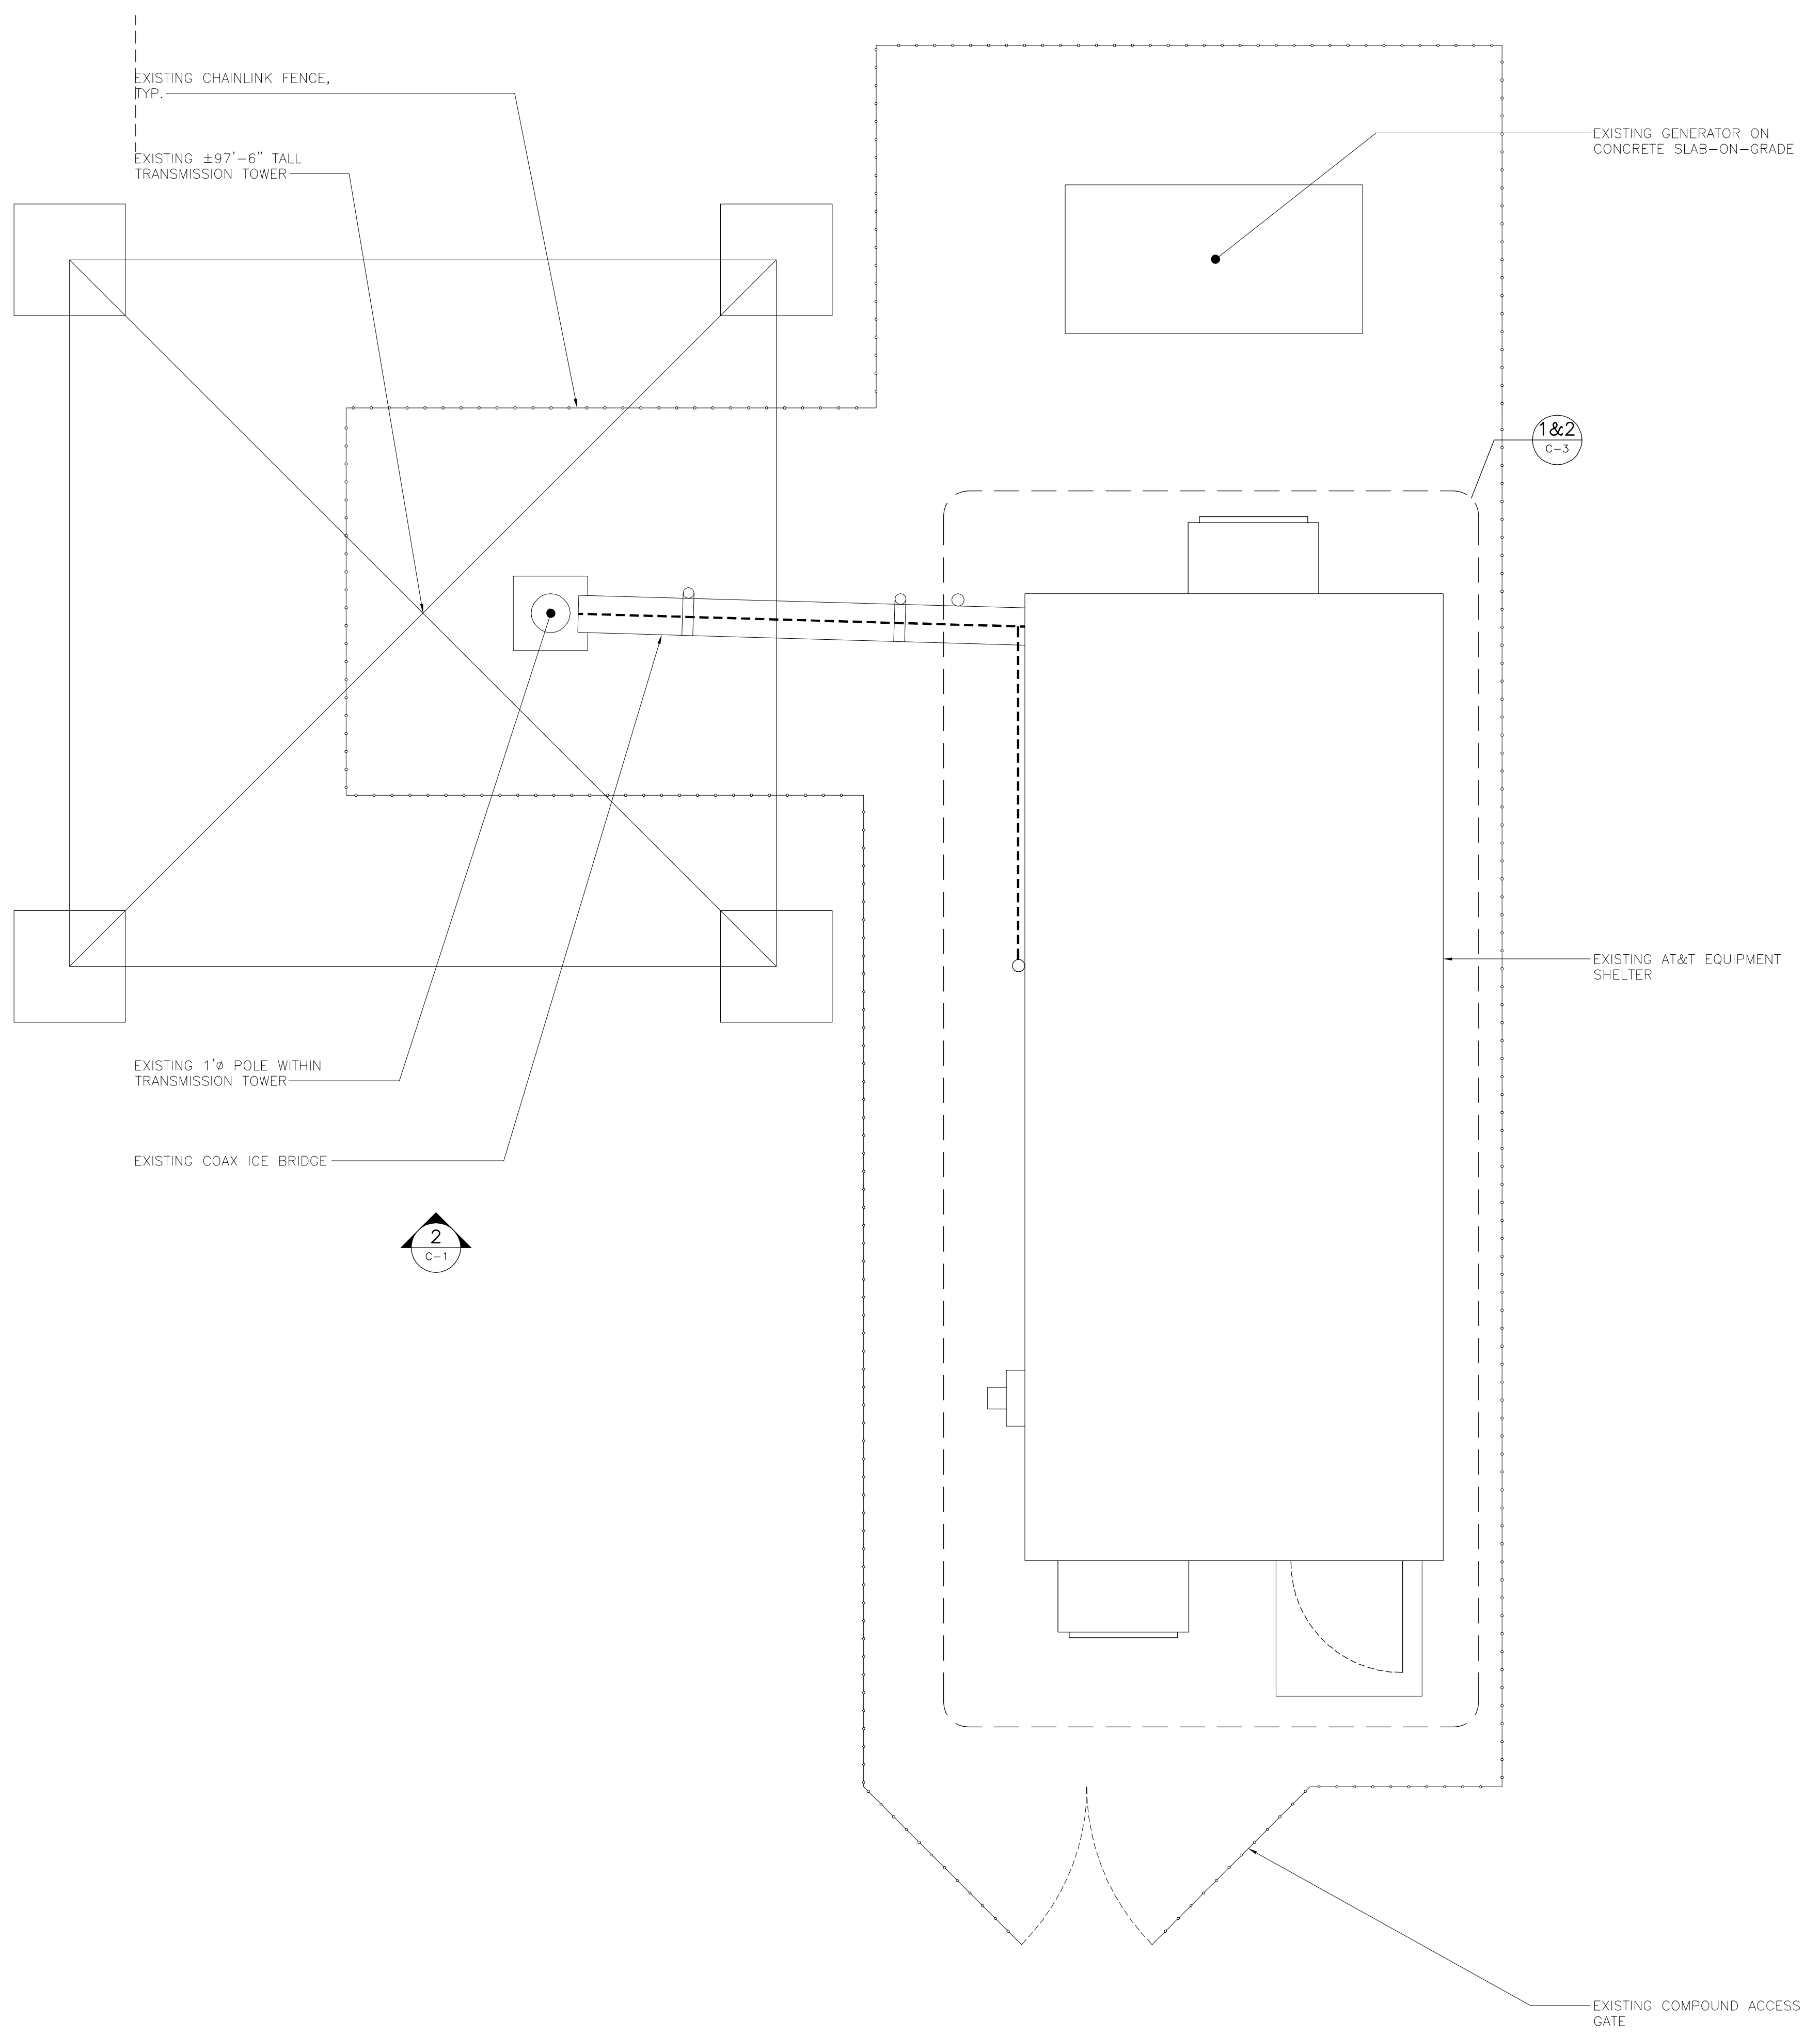 EXISTING CHAINLINK FENCE,
TYP.
EXISTING ±97'-6" TALL
TRANSMISSION TOWER
EXISTING GENERATOR ON
CONCRETE SLAB-ON-GRADE
1&2
C-3
EXISTING AT&T EQUIPMENT
SHELTER
EXISTING 1'ø POLE WITHIN
TRANSMISSION TOWER
EXISTING COAX ICE BRIDGE
2
C-1
EXISTING COMPOUND ACCESS
GATE